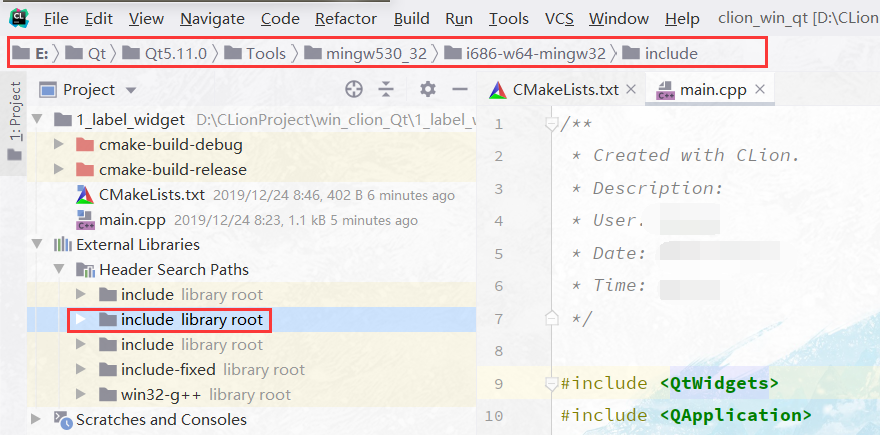 CL File Edit View Navigate Code Refactor Build Run Tools VCS Window Help clion_win_qt [D:\CLion
E: Qt Qt5.11.0 Tools mingw530_32 i686-w64-mingw32 include
1: Project
Project
CMakeLists.txt main.cpp
1_label_widget D:\CLionProject\win_clion_Qt\1_label_w
cmake-build-debug
cmake-build-release
CMakeLists.txt 2019/12/24 8:46, 402 B 6 minutes ago
main.cpp 2019/12/24 8:23, 1.1 kB 5 minutes ago
External Libraries
Header Search Paths
include library root
include library root
include library root
include-fixed library root
win32-g++ library root
Scratches and Consoles
1 /**
2 * Created with CLion.
3 * Description:
4 * User.
5 * Date:
6 * Time:
7 */
8
9 #include <QtWidgets>
10 #include <QApplication>